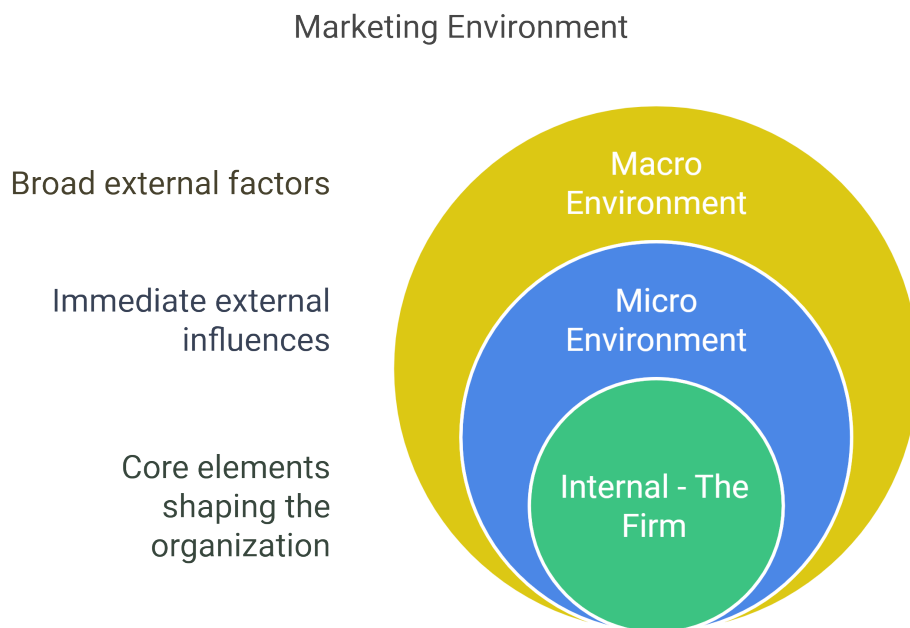 Marketing Environment
Broad external factors
Macro
Environment
Immediate external
influences
Micro
Environment
Core elements
shaping the
organization
Internal - The
Firm